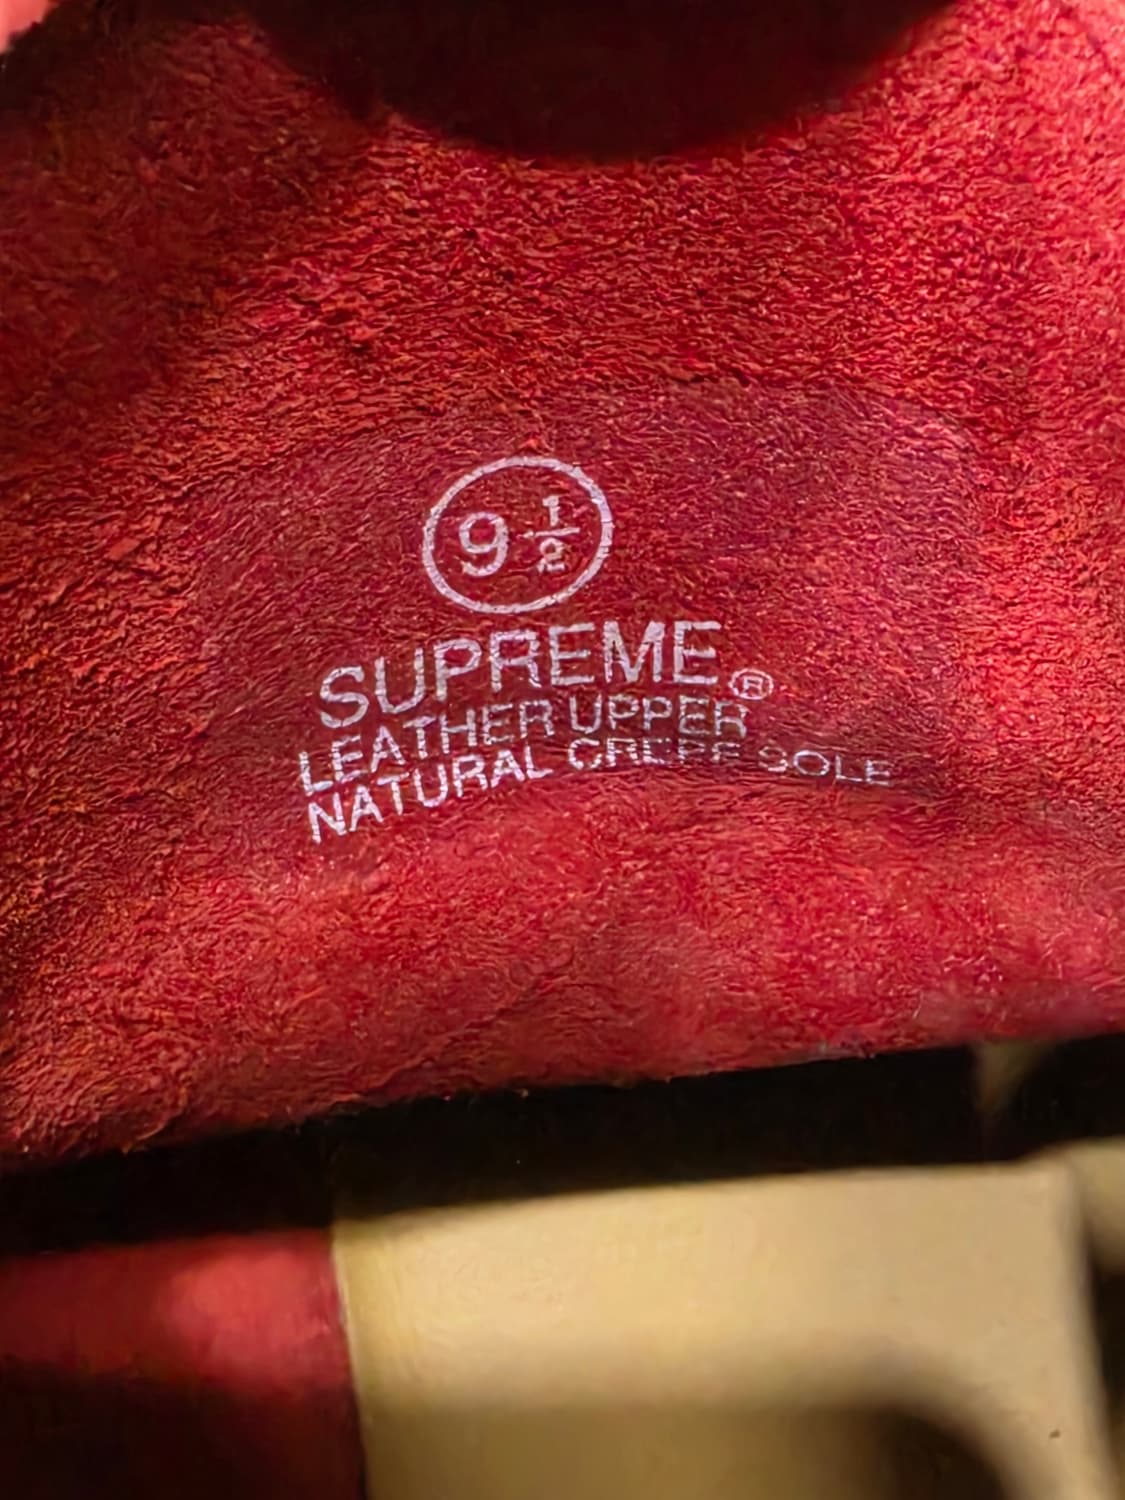 9 1/2
SUPREME®
LEATHER UPPER
NATURAL CREPE SOLE